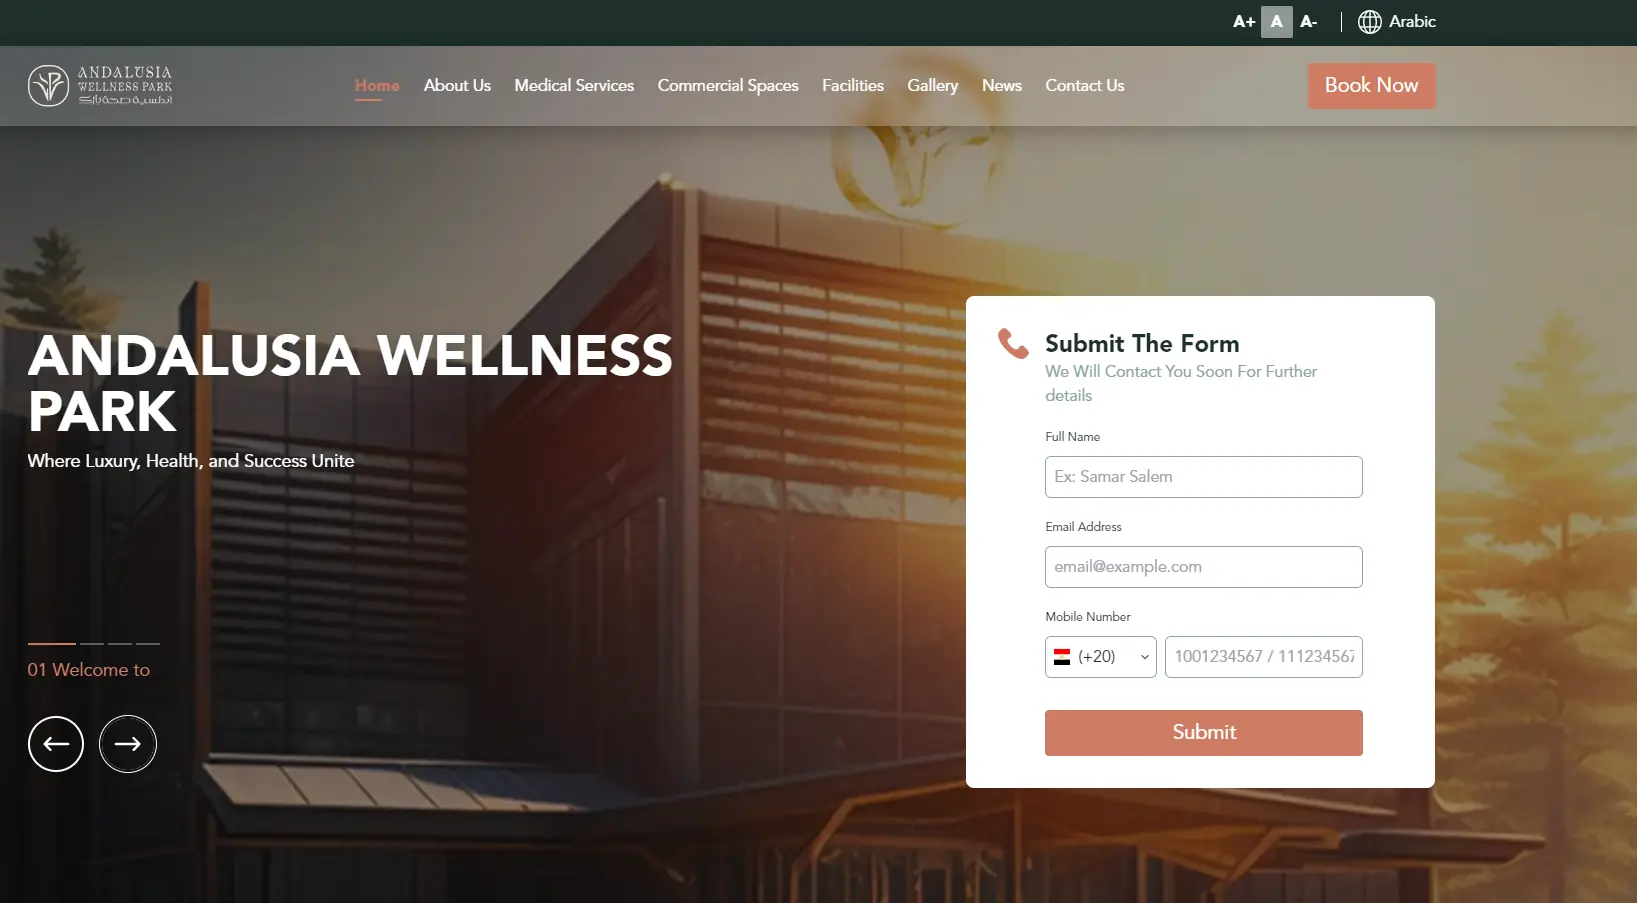 A+ A A- Arabic
ANDALUSIA
WELLNESS PARK
أندلسية صحة بارك
Home About Us Medical Services Commercial Spaces Facilities Gallery News Contact Us Book Now
ANDALUSIA WELLNESS
PARK
Where Luxury, Health, and Success Unite
01 Welcome to
Submit The Form
We Will Contact You Soon For Further
details
Full Name
Ex: Samar Salem
Email Address
email@example.com
Mobile Number
(+20) 1001234567 / 111234567
Submit